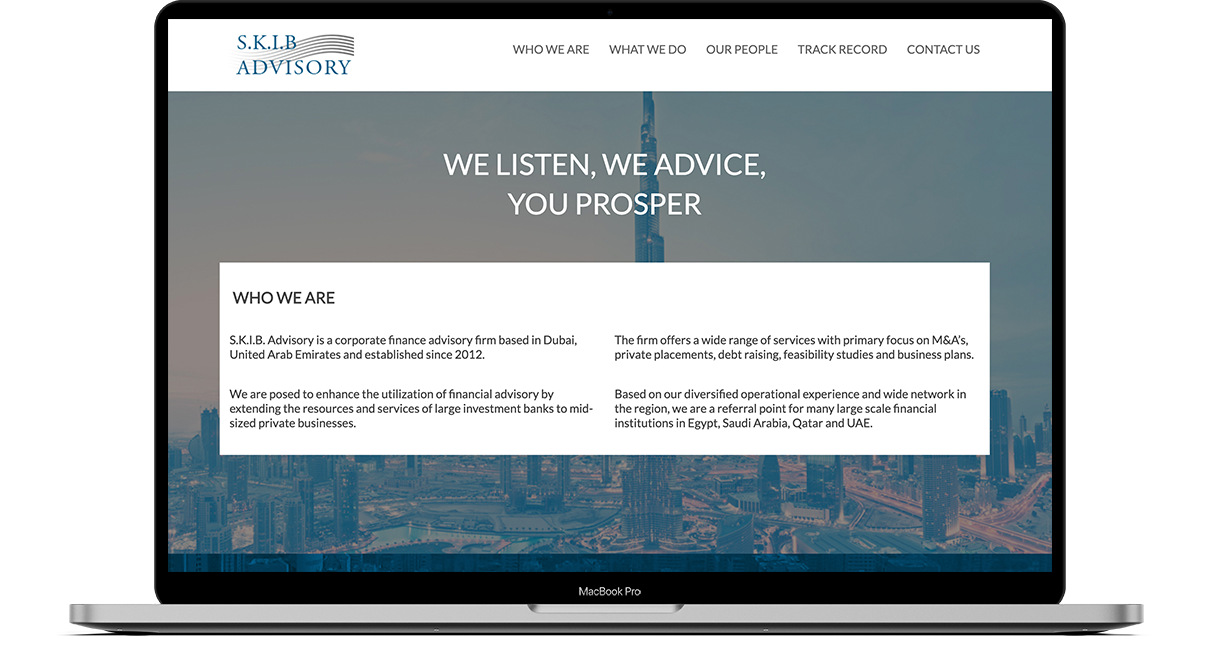 S.K.I.B
ADVISORY
WHO WE ARE
WHAT WE DO
OUR PEOPLE
TRACK RECORD
CONTACT US
WE LISTEN, WE ADVICE,
YOU PROSPER
WHO WE ARE
S.K.I.B. Advisory is a corporate finance advisory firm based in Dubai,
United Arab Emirates and established since 2012.
We are posed to enhance the utilization of financial advisory by
extending the resources and services of large investment banks to mid-
sized private businesses.
The firm offers a wide range of services with primary focus on M&A's,
private placements, debt raising, feasibility studies and business plans.
Based on our diversified operational experience and wide network in
the region, we are a referral point for many large scale financial
institutions in Egypt, Saudi Arabia, Qatar and UAE.
MacBook Pro